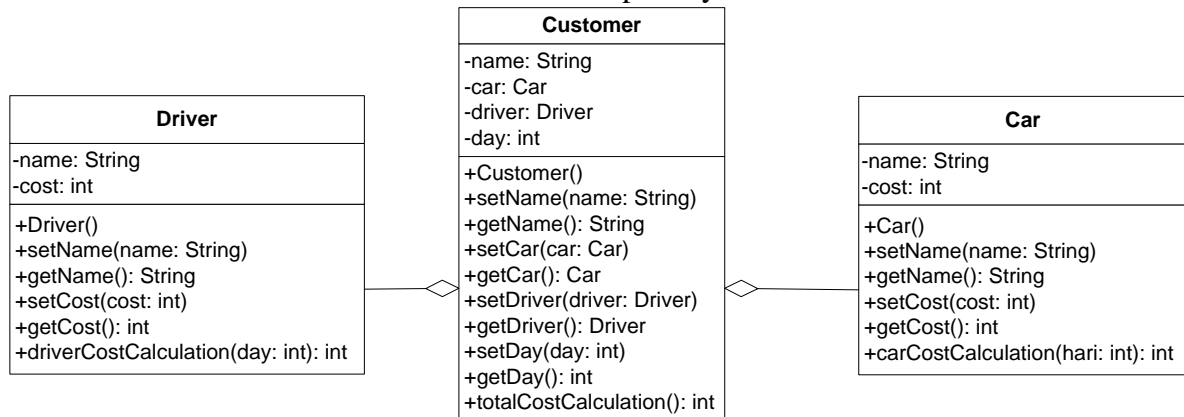 Driver
-name: String
-cost: int
+Driver()
+setName(name: String)
+getName(): String
+setCost(cost: int)
+getCost(): int
+driverCostCalculation(day: int): int
Customer
-name: String
-car: Car
-driver: Driver
-day: int
+Customer()
+setName(name: String)
+getName(): String
+setCar(car: Car)
+getCar(): Car
+setDriver(driver: Driver)
+getDriver(): Driver
+setDay(day: int)
+getDay(): int
+totalCostCalculation(): int
Car
-name: String
-cost: int
+Car()
+setName(name: String)
+getName(): String
+setCost(cost: int)
+getCost(): int
+carCostCalculation(hari: int): int